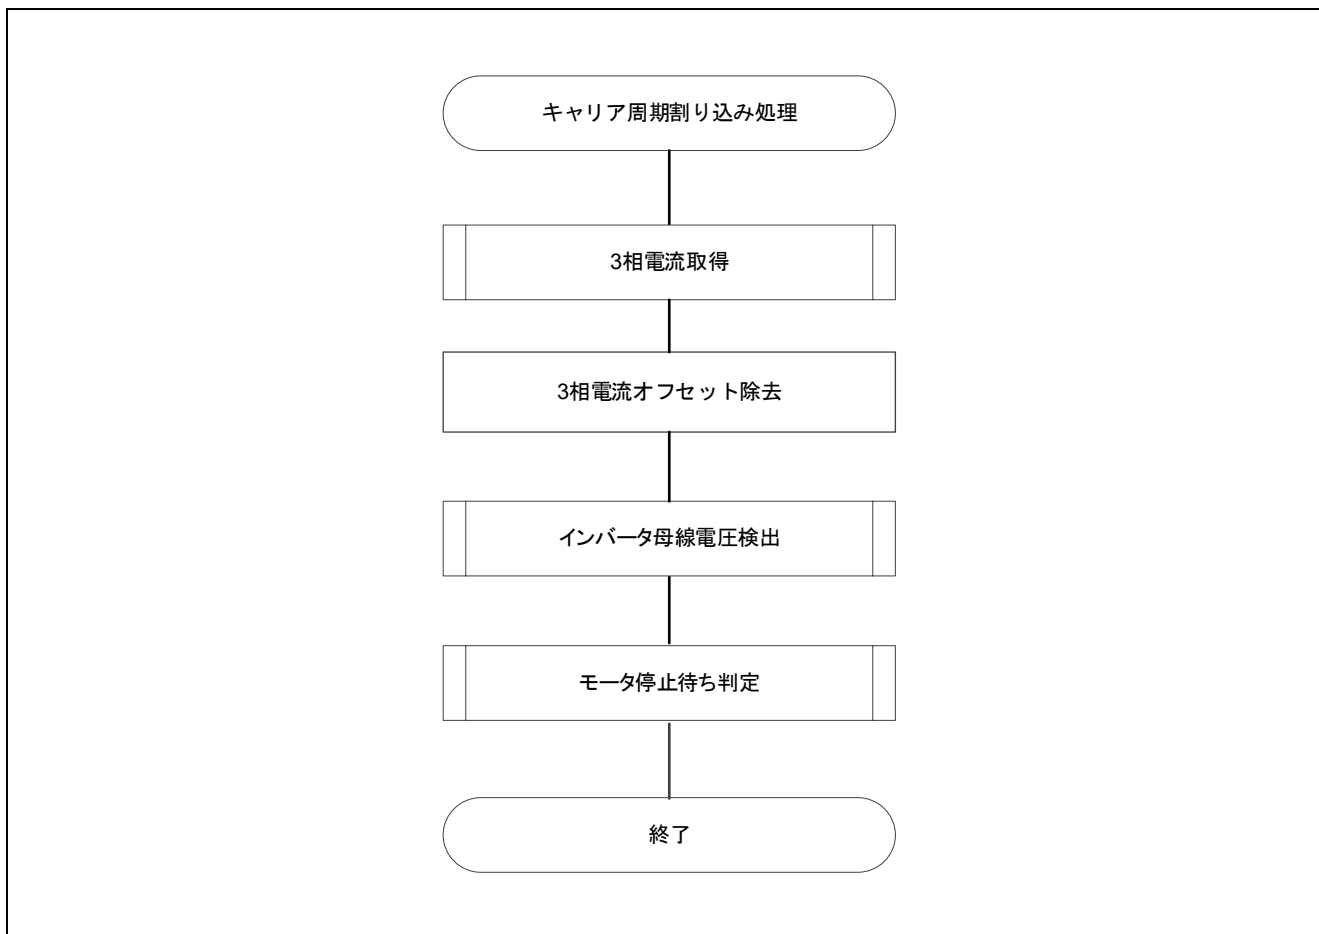 キャリア周期割り込み処理
3相電流取得
3相電流オフセット除去
インバータ母線電圧検出
モータ停止待ち判定
終了